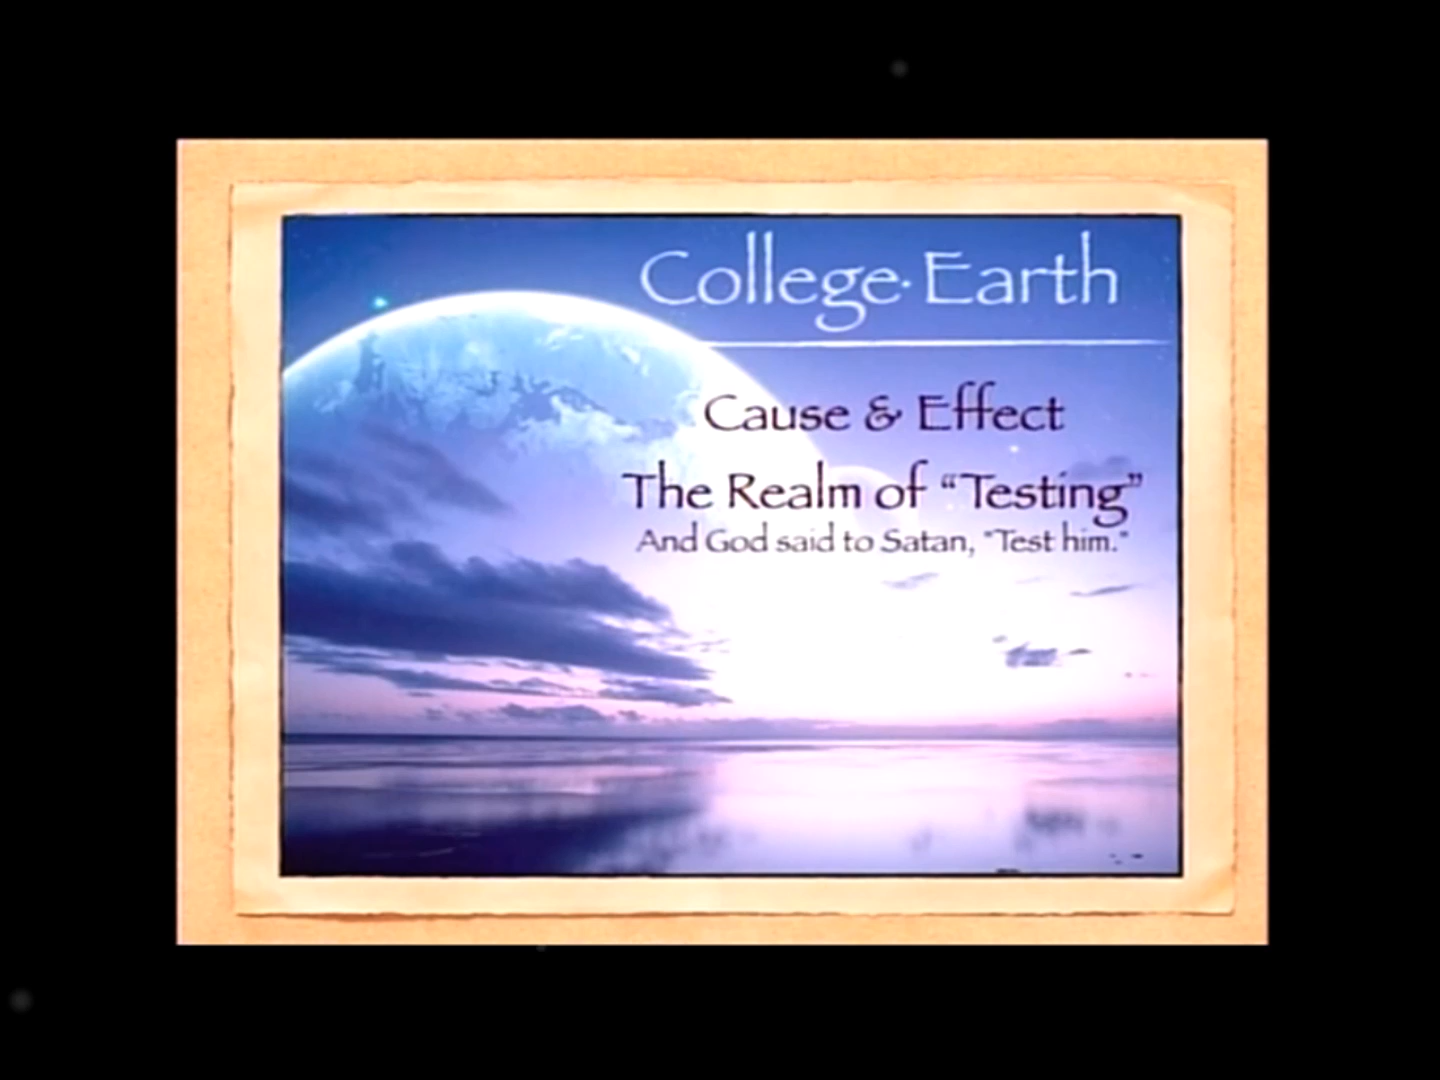 College·Earth
Cause & Effect
The Realm of “Testing”
And God said to Satan, "Test him."